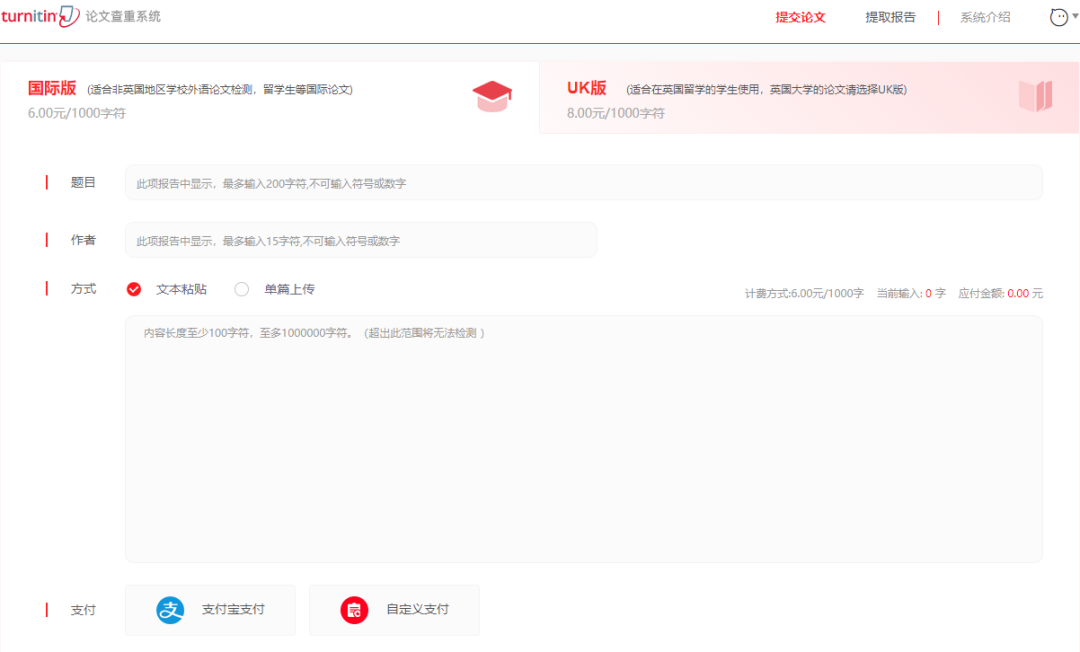 turnitin 论文查重系统 提交论文 提取报告 系统介绍
国际版 (适合非英国地区学校外语论文检测，留学生等国际论文)
6.00元/1000字符
UK版 (适合在英国留学的学生使用，英国大学的论文请选择UK版)
8.00元/1000字符
题目 此项报告中显示，最多输入200字符,不可输入符号或数字
作者 此项报告中显示，最多输入15字符,不可输入符号或数字
方式 文本粘贴 单篇上传
计费方式:6.00元/1000字 当前输入: 0 字 应付金额: 0.00 元
内容长度至少100字符，至多1000000字符。（超出此范围将无法检测 ）
支付 支 支付宝支付 自定义支付